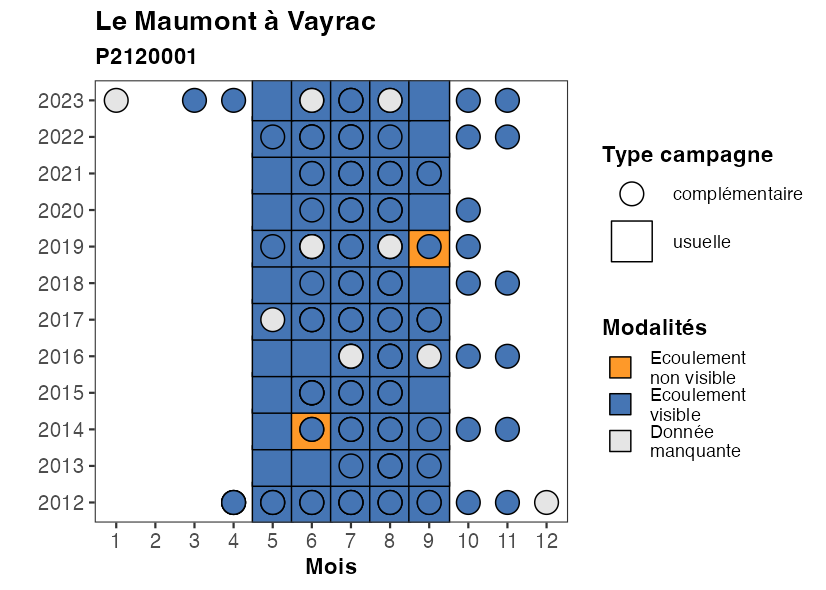 Le Maumont à Vayrac
P2120001
2023
2022
2021
2020
2019
2018
2017
2016
2015
2014
2013
2012
1 2 3 4 5 6 7 8 9 10 11 12
Mois
Type campagne
complémentaire
usuelle
Modalités
Ecoulement
non visible
Ecoulement
visible
Donnée
manquante